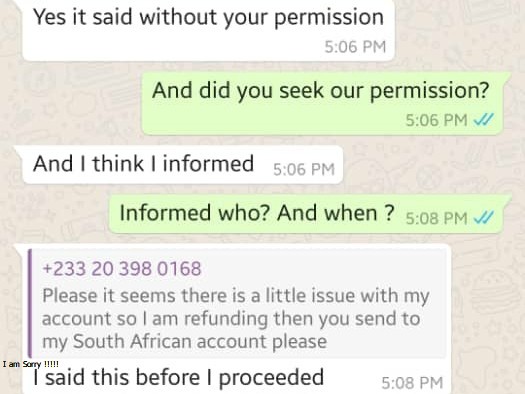 Yes it said without your permission
5:06 PM
And did you seek our permission?
5:06 PM
And I think I informed 5:06 PM
Informed who? And when ? 5:08 PM
+233 20 398 0168
Please it seems there is a little issue with my
account so I am refunding then you send to
my South African account please
I am Sorry !!!!!
I said this before I proceeded
5:08 PM